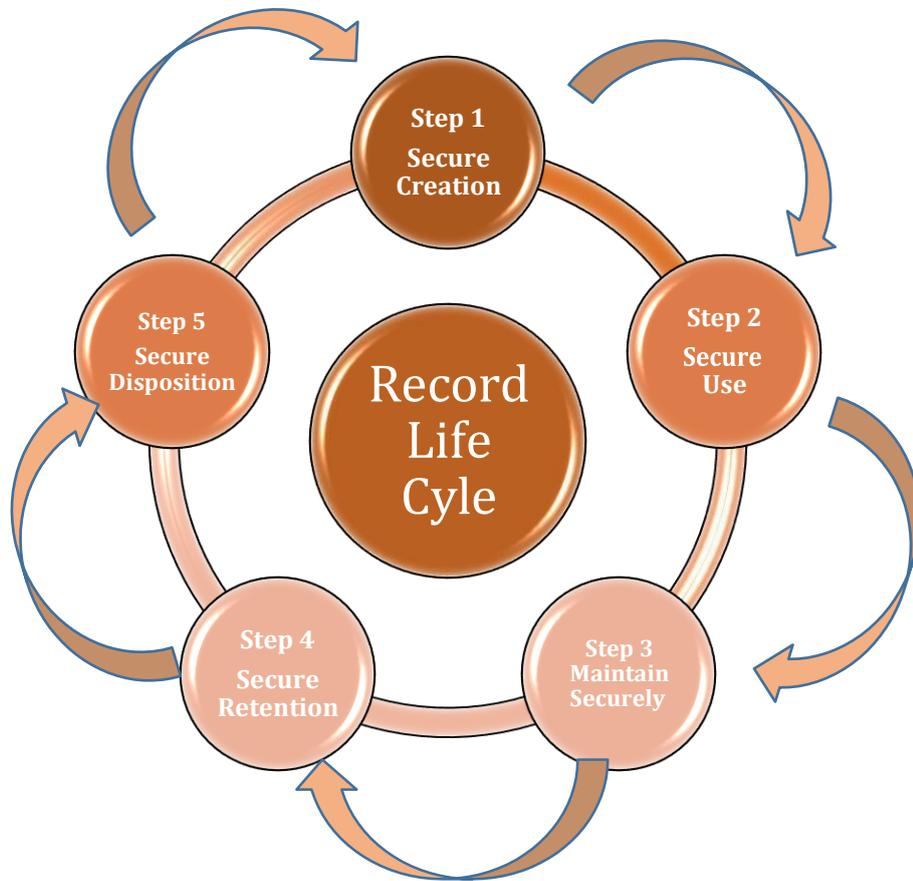 Record
Life
Cyle
Step 1
Secure
Creation
Step 2
Secure
Use
Step 3
Maintain
Securely
Step 4
Secure
Retention
Step 5
Secure
Disposition